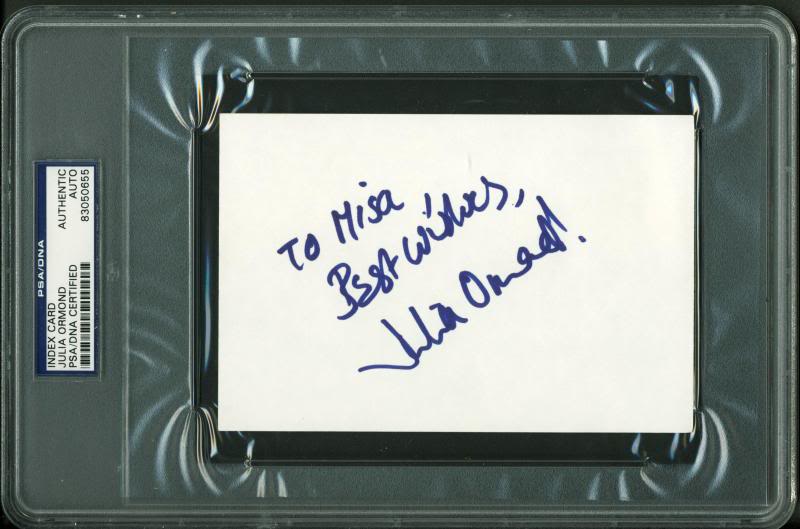 PSA/DNA
INDEX CARD
JULIA ORMOND
PSA/DNA CERTIFIED
AUTHENTIC
AUTO
83050655
To Misa
Best wishes,
Julia Ormond!